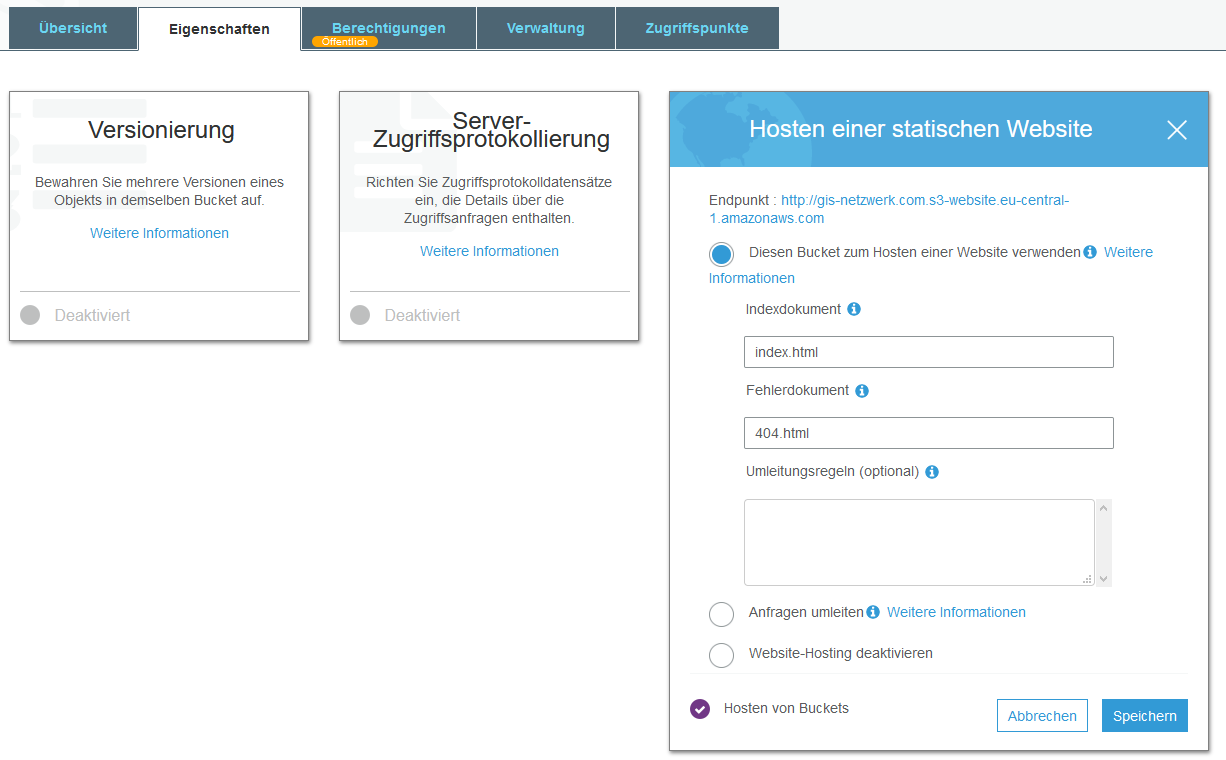 Übersicht
Eigenschaften
Berechtigungen
Öffentlich
Verwaltung
Zugriffspunkte
Versionierung
Bewahren Sie mehrere Versionen eines
Objekts in demselben Bucket auf.
Weitere Informationen
Deaktiviert
Server-
Zugriffsprotokollierung
Richten Sie Zugriffsprotokolldatensätze
ein, die Details über die
Zugriffsanfragen enthalten.
Weitere Informationen
Deaktiviert
Hosten einer statischen Website
Endpunkt : http://gis-netzwerk.com.s3-website.eu-central-
1.amazonaws.com
Diesen Bucket zum Hosten einer Website verwenden Weitere
Informationen
Indexdokument
index.html
Fehlerdokument
404.html
Umleitungsregeln (optional)
Anfragen umleiten Weitere Informationen
Website-Hosting deaktivieren
Hosten von Buckets
Abbrechen
Speichern